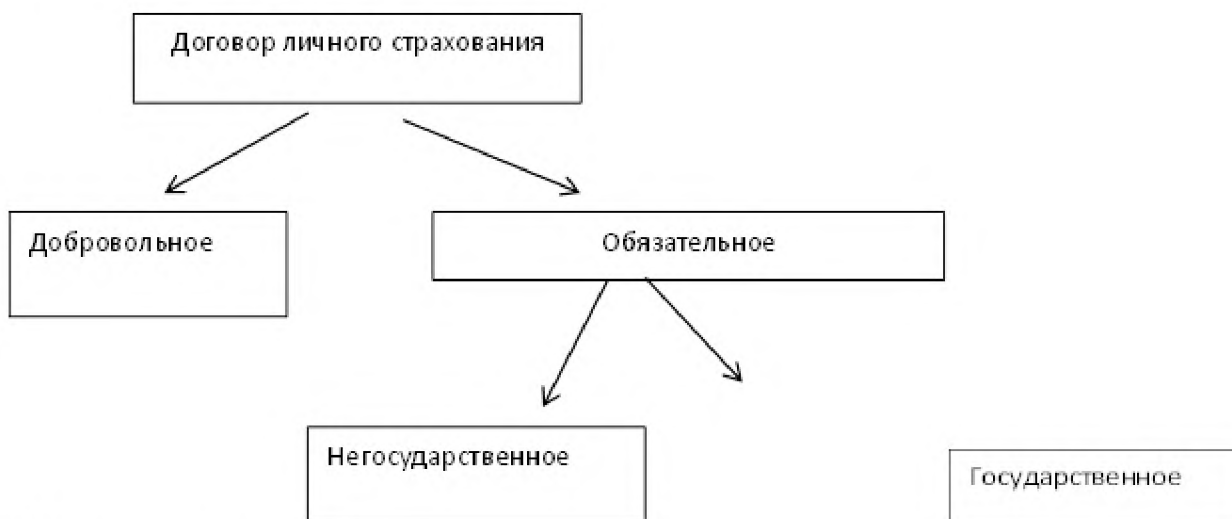 Договор личного страхования
Добровольное
Обязательное
Негосударственное
Государственное